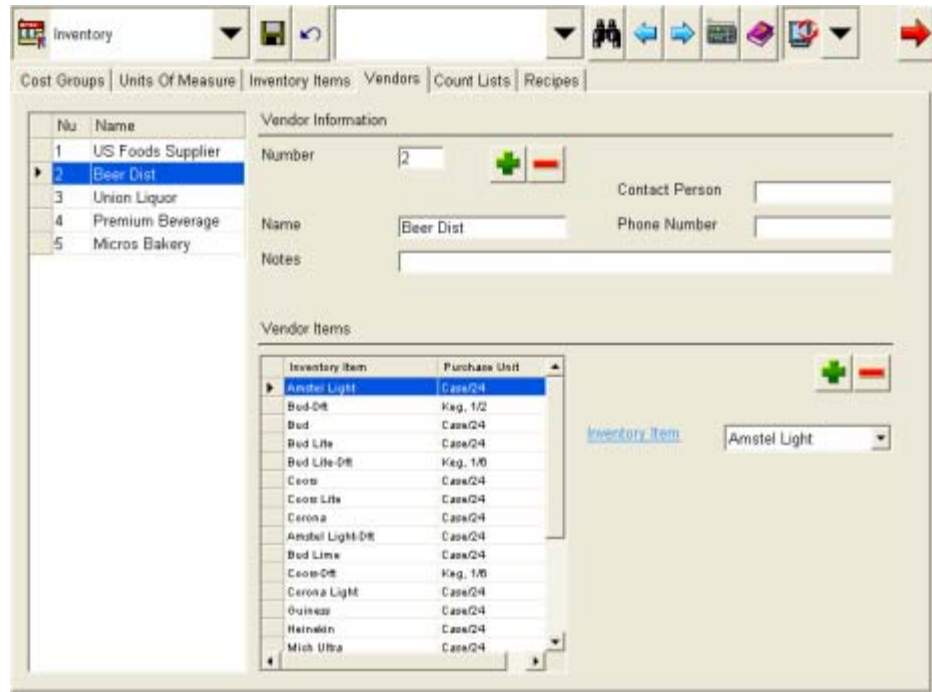 Inventory
Cost Groups Units Of Measure Inventory Items Vendors Count Lists Recipes
Nu Name
1 US Foods Supplier
2 Beer Dist
3 Union Liquor
4 Premium Beverage
5 Micros Bakery
Vendor Information
Number 2
Contact Person
Name Beer Dist Phone Number
Notes
Vendor Items
Inventory Item Purchase Unit
Amstel Light Case/24
Bud-Dft Keg, 1/2
Bud Case/24
Bud Lite Case/24
Bud Lite-Dft Keg, 1/6
Coors Case/24
Coors Lite Case/24
Corona Case/24
Amstel Light-Dft Case/24
Bud Lime Case/24
Coors-Dft Keg, 1/6
Corona Light Case/24
Guiness Case/24
Heinekin Case/24
Mich Ultra Case/24
Inventory Item Amstel Light